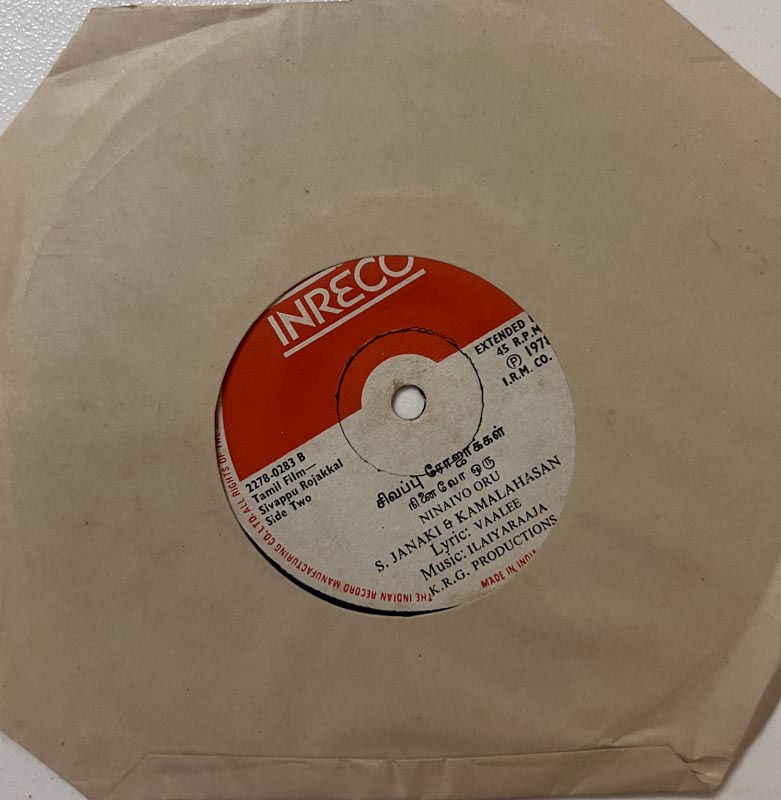 INRECO
EXTENDED
45 R.P.M
Ⓟ 197
I.R.M. CO.
2278-0283 B
Tamil Film—
Sivappu Rojakkal
Side Two
சிவப்பு ரோஜாக்கள்
நினைவோ ஒரு
NINAIVO ORU
S. JANAKI & KAMALAHASAN
Lyric: VAALEE
Music: ILAIYARAAJA
K.R.G. PRODUCTIONS
MADE IN INDIA
THE INDIAN RECORD MANUFACTURING CO. LTD. ALL RIGHTS OF THE